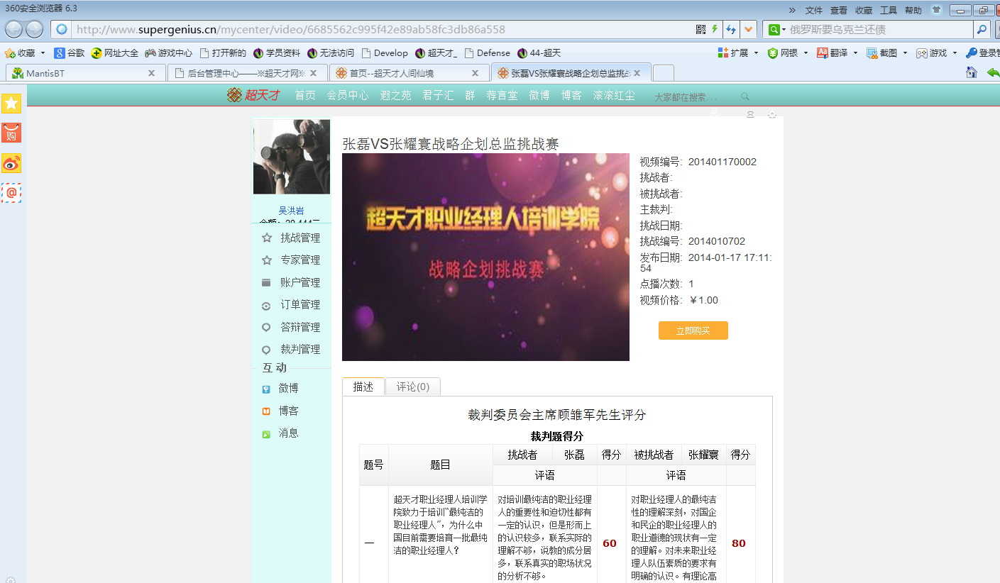 360安全浏览器 6.3
» 文件 查看 收藏 工具 帮助
http://www.supergenius.cn/mycenter/video/6685562c995f42e89ab58fc3db86a558
俄罗斯要乌克兰还债
收藏 谷歌 网址大全 游戏中心 打开新的 学员资料 无法访问 Develop 超天才_ Defense 44-超天
扩展 网银 翻译 截图 游戏 登录管
MantisBT
后台管理中心——※超天才网※
首页--超天才人间仙境
张磊VS张耀寰战略企划总监挑战
超天才 首页 会员中心 遐之苑 君子汇 群 荐言堂 微博 博客 滚滚红尘 大家都在搜索...
购
@
张磊VS张耀寰战略企划总监挑战赛
超天才职业经理人培训学院
战略企划挑战赛
视频编号: 201401170002
挑战者:
被挑战者:
主裁判:
挑战日期:
挑战编号: 2014010702
发布日期: 2014-01-17 17:11:
54
点播次数: 1
视频价格: ￥1.00
立即购买
吴洪岩
挑战管理
专家管理
账户管理
订单管理
答辩管理
裁判管理
互 动
微博
博客
消息
描述 评论(0)
裁判委员会主席顾雏军先生评分
裁判题得分
题号 题目 挑战者 张磊 得分 被挑战者 张耀寰 得分
评语 评语
一
超天才职业经理人培训学
院致力于培训“最纯洁的
职业经理人”，为什么中
国目前需要培育一批最纯
洁的职业经理人？
对培训最纯洁的职业经理
人的重要性和迫切性都有
一定的认识，但是形而上
的认识较多，联系实际的
理解不够，说教的成分居
多，联系真实的职场状况
的分析不够。
60
对职业经理人的最纯洁
性的理解深刻，对国企
和民企的职业经理人的
职业道德的现状有一定
的理解。对未来职业经
理人队伍素质的要求有
明确的认识。有理论高
80